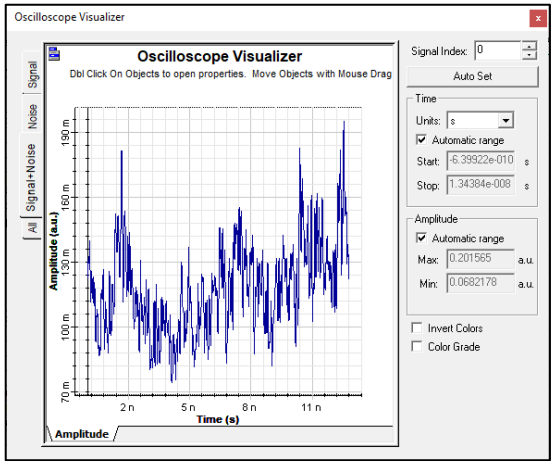 Oscilloscope Visualizer
x
Signal
Noise
Signal+Noise
All
Oscilloscope Visualizer
Dbl Click On Objects to open properties. Move Objects with Mouse Drag
Amplitude (a.u.)
190 m
160 m
130 m
100 m
70 m
2 n 5 n 8 n 11 n
Time (s)
Amplitude
Signal Index: 0
Auto Set
Time
Units: s
Automatic range
Start: -6.39922e-010 s
Stop: 1.34384e-008 s
Amplitude
Automatic range
Max: 0.201565 a.u.
Min: 0.0682178 a.u.
Invert Colors
Color Grade